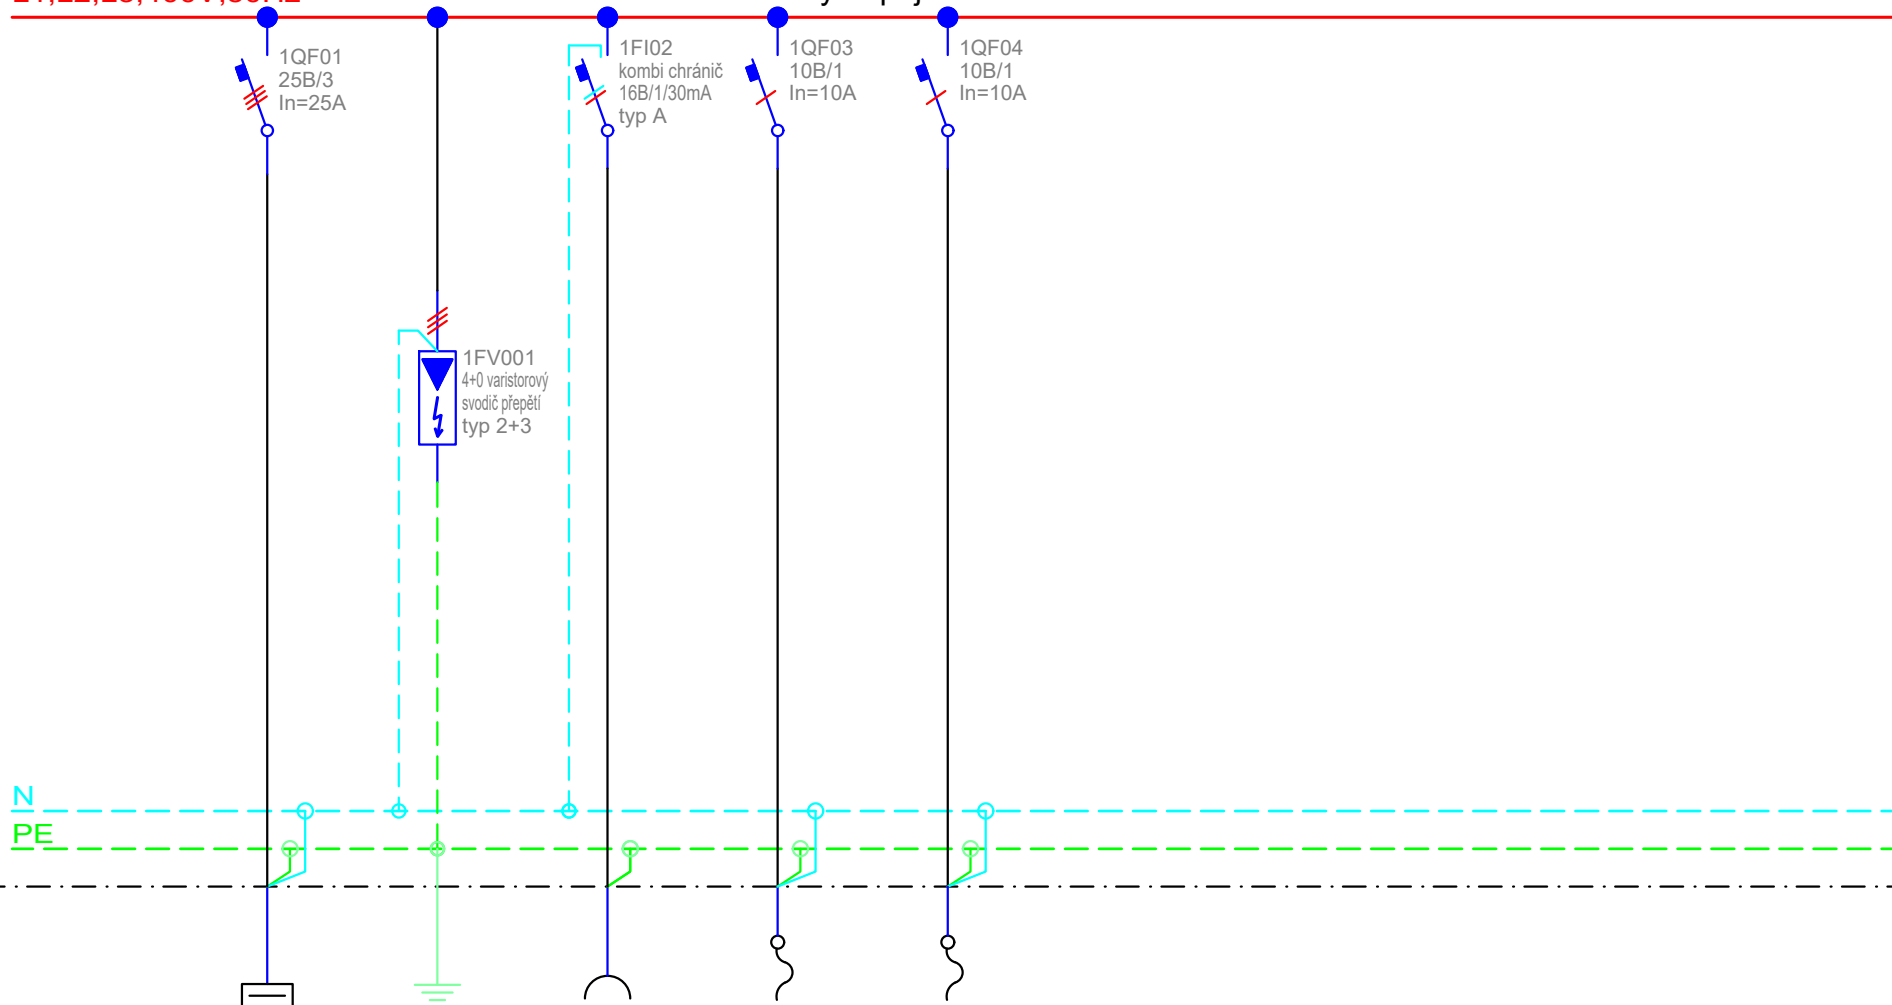 1QF01
25B/3
In=25A
1FI02
kombi chránič
16B/1/30mA
typ A
1QF03
10B/1
In=10A
1QF04
10B/1
In=10A
1FV001
4+0 varistorový
svodič přepětí
typ 2+3
N
PE